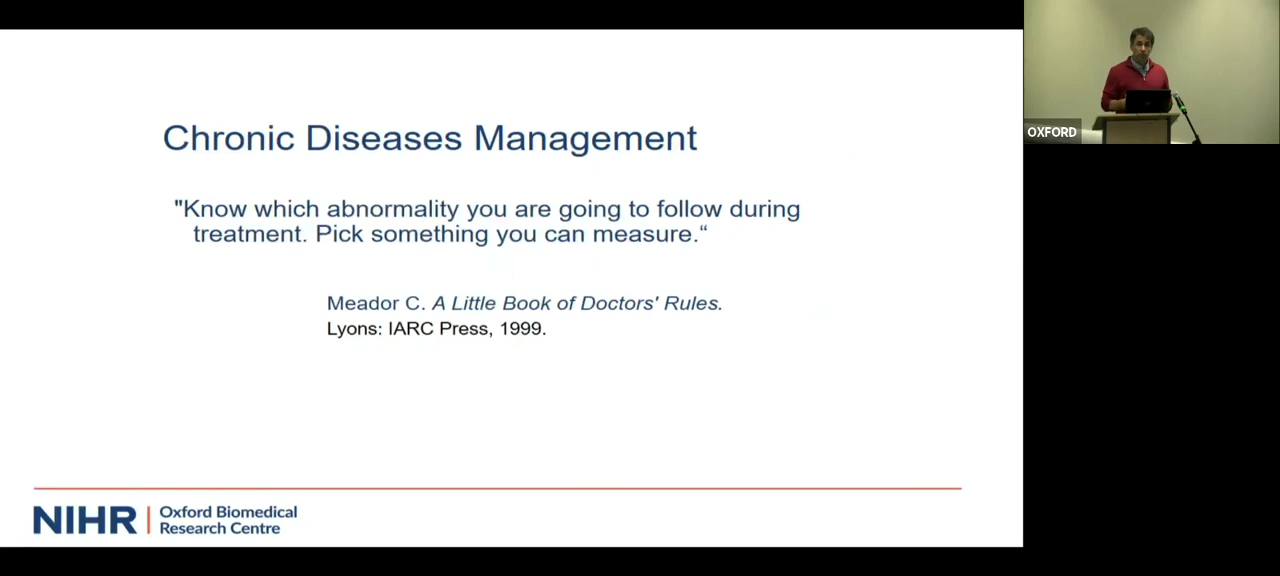 Chronic Diseases Management
"Know which abnormality you are going to follow during
treatment. Pick something you can measure.“
Meador C. A Little Book of Doctors' Rules.
Lyons: IARC Press, 1999.
NIHR | Oxford Biomedical
Research Centre
OXFORD